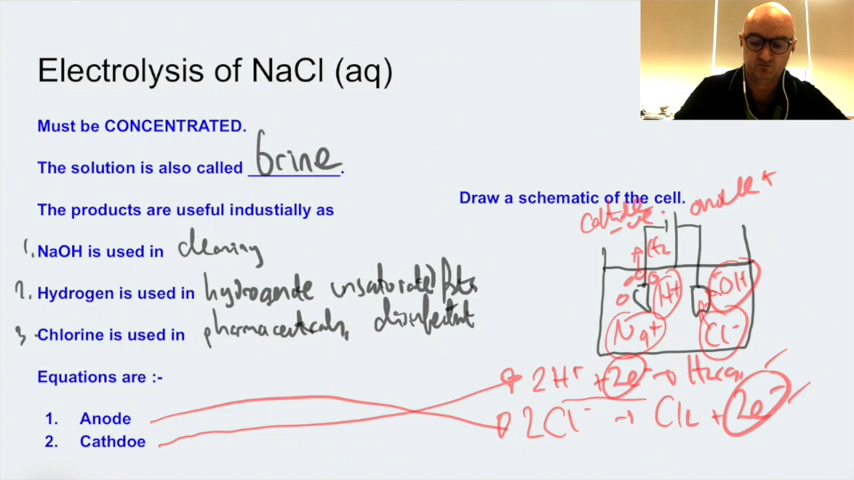 Electrolysis of NaCl (aq)
Must be CONCENTRATED.
The solution is also called brine.
The products are useful industially as
1. NaOH is used in cleaning
2. Hydrogen is used in hydrogenate unsaturated fats
3. Chlorine is used in pharmaceuticals, disinfectant
Equations are :-
1. Anode
2. Cathdoe
Draw a schematic of the cell.
cathode -ve
anode +
H2
H+
OH-
Na+
Cl-
2H+ + 2e- → H2(g)
2Cl- → Cl2 + 2e-